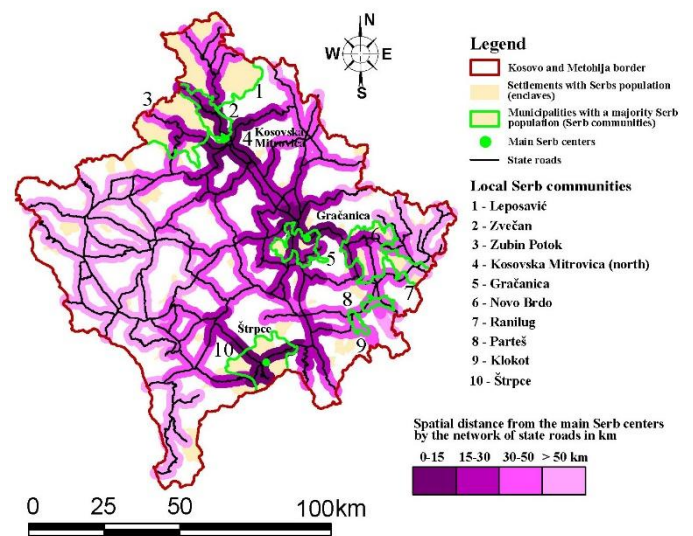 N
W E
S
Legend
Kosovo and Metohija border
Settlements with Serbs population
(enclaves)
Municipalities with a majority Serb
population (Serb communities)
Main Serb centers
State roads
Local Serb communities
1 - Leposavić
2 - Zvečan
3 - Zubin Potok
4 - Kosovska Mitrovica (north)
5 - Gračanica
6 - Novo Brdo
7 - Ranilug
8 - Parteš
9 - Klokot
10 - Štrpce
1
3
2
4 Kosovska
Mitrovica
Gračanica
6
5
7
8
Štrpce
10
9
Spatial distance from the main Serb centers
by the network of state roads in km
0-15 15-30 30-50 > 50 km
0 25 50 100km